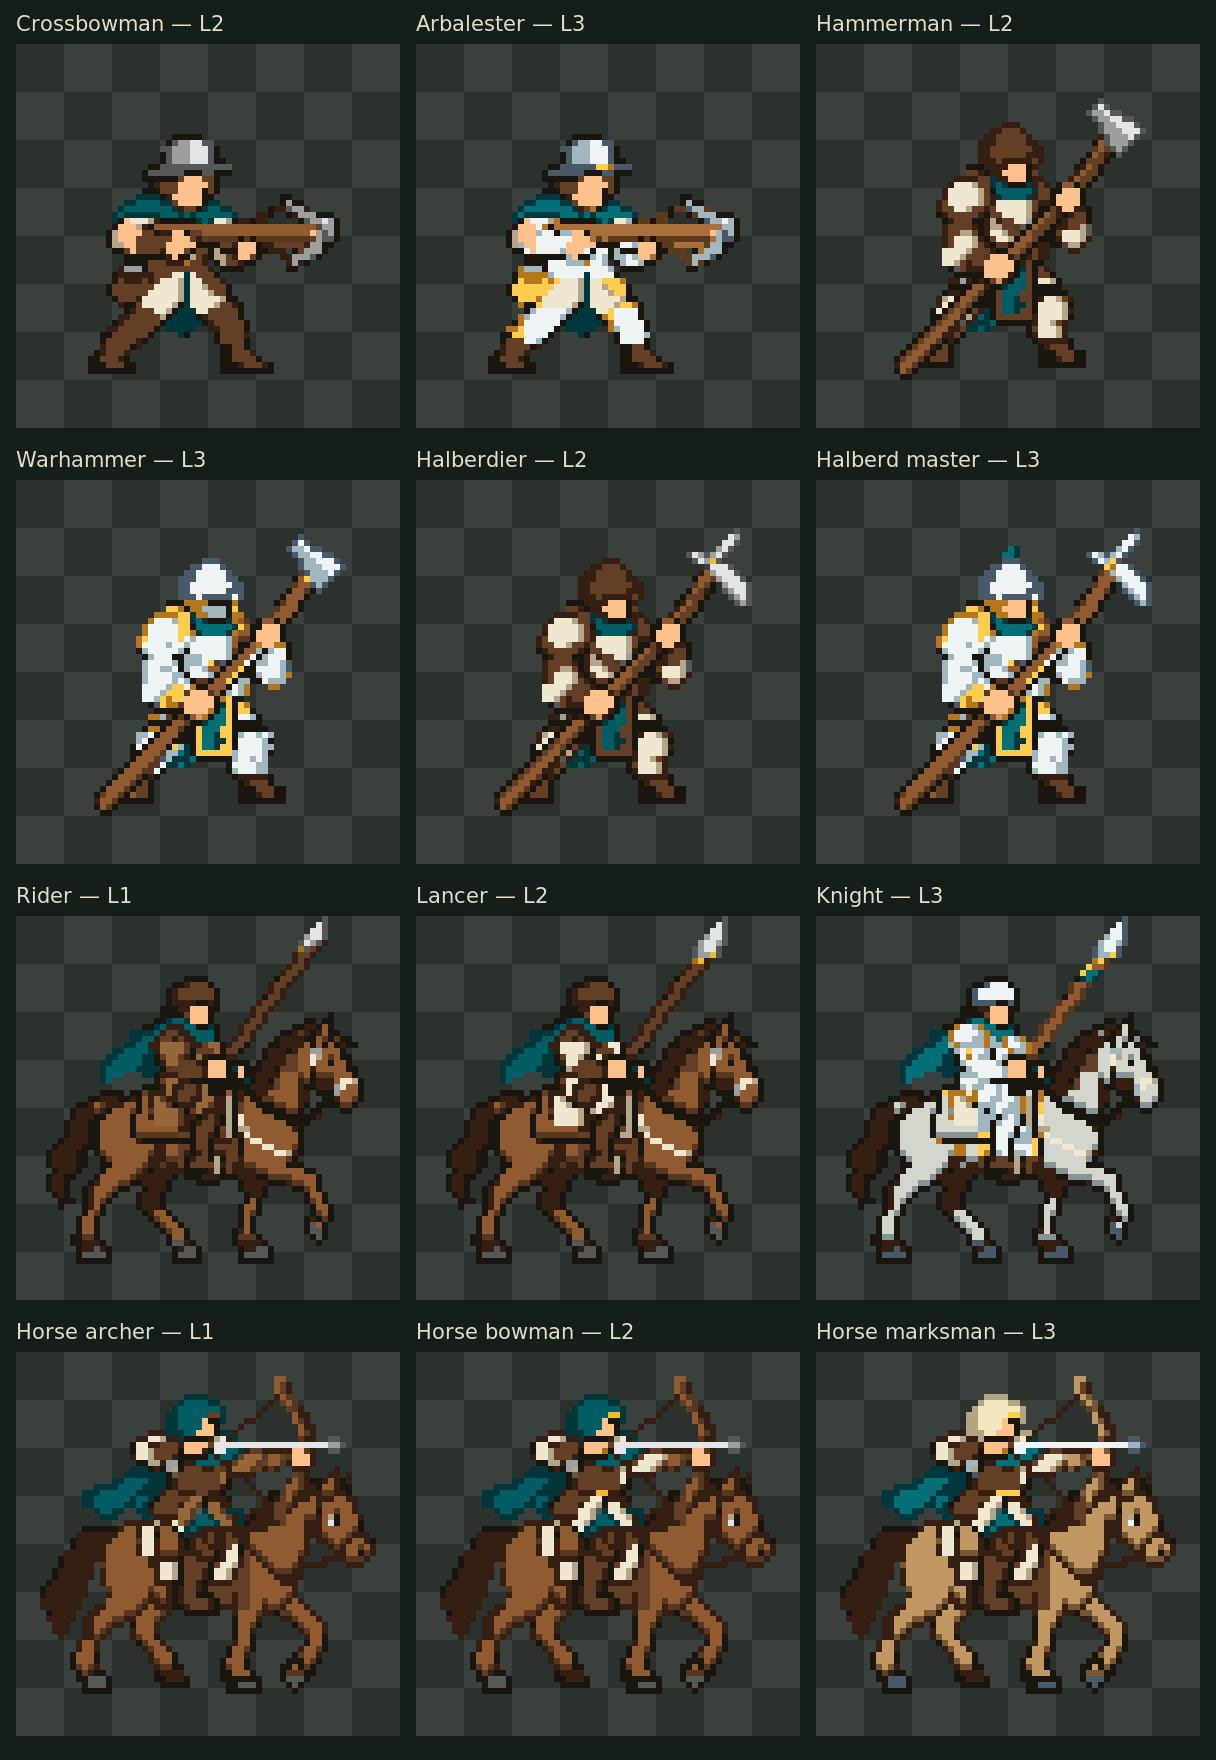 Crossbowman — L2
Arbalester — L3
Hammerman — L2
Warhammer — L3
Halberdier — L2
Halberd master — L3
Rider — L1
Lancer — L2
Knight — L3
Horse archer — L1
Horse bowman — L2
Horse marksman — L3